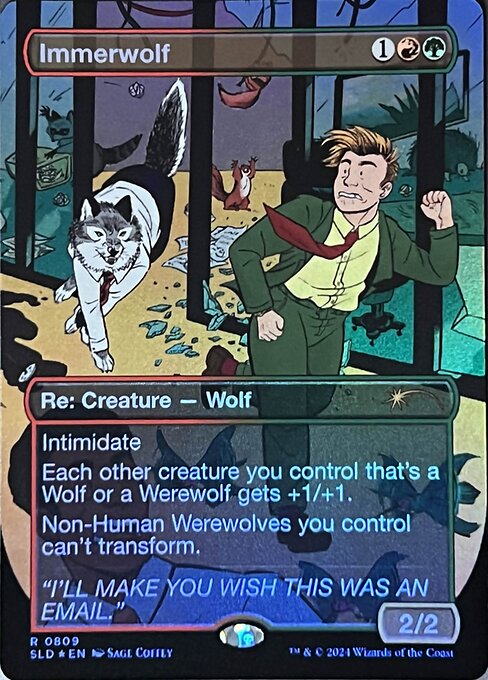 Immerwolf
1
Re: Creature — Wolf
Intimidate
Each other creature you control that's a
Wolf or a Werewolf gets +1/+1.
Non-Human Werewolves you control
can't transform.
"I'LL MAKE YOU WISH THIS WAS AN
EMAIL."
2/2
R 0809
SLD ★ EN SAGE COFFEY
™ & © 2024 Wizards of the Coast